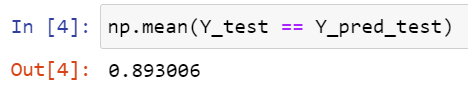 In [4]: np.mean(Y_test == Y_pred_test)
Out[4]: 0.893006